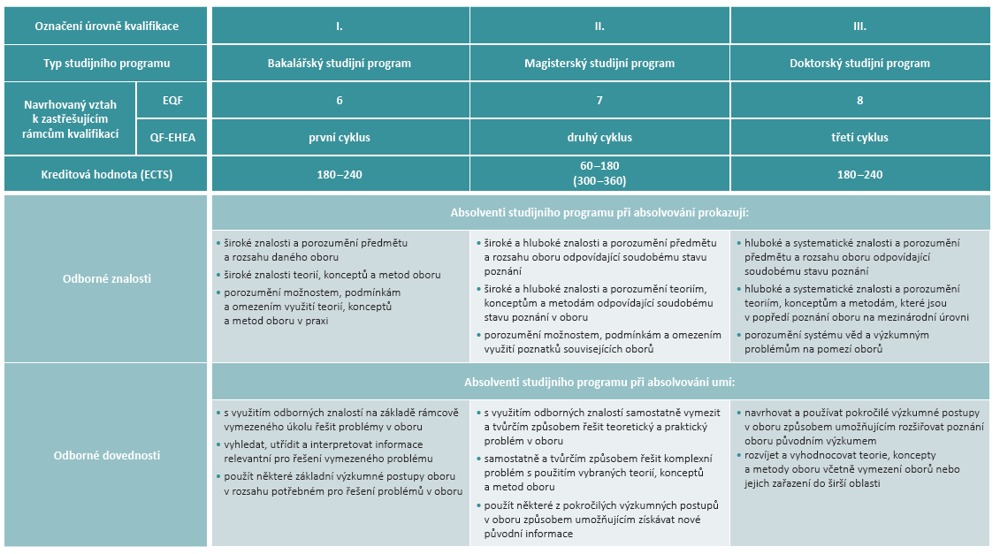 Označení úrovně kvalifikace
I.
II.
III.
Typ studijního programu
Bakalářský studijní program
Magisterský studijní program
Doktorský studijní program
Navrhovaný vztah
k zastřešujícím
rámcům kvalifikací
EQF
6
7
8
QF-EHEA
první cyklus
druhý cyklus
třetí cyklus
Kreditová hodnota (ECTS)
180–240
60–180
(300–360)
180–240
Odborné znalosti
Absolventi studijního programu při absolvování prokazují:
• široké znalosti a porozumění předmětu
a rozsahu daného oboru
• široké znalosti teorií, konceptů a metod oboru
• porozumění možnostem, podmínkám
a omezením využití teorií, konceptů
a metod oboru v praxi
• široké a hluboké znalosti a porozumění předmětu
a rozsahu oboru odpovídající soudobému stavu
poznání
• široké a hluboké znalosti a porozumění teoriím,
konceptům a metodám odpovídající soudobému
stavu poznání v oboru
• porozumění možnostem, podmínkám a omezením
využití poznatků souvisejících oborů
• hluboké a systematické znalosti a porozumění
předmětu a rozsahu oboru odpovídající
soudobému stavu poznání
• hluboké a systematické znalosti a porozumění
teoriím, konceptům a metodám, které jsou
v popředí poznání oboru na mezinárodní úrovni
• porozumění systému věd a výzkumným
problémům na pomezí oborů
Odborné dovednosti
Absolventi studijního programu při absolvování umí:
• s využitím odborných znalostí na základě rámcově
vymezeného úkolu řešit problémy v oboru
• vyhledat, utřídit a interpretovat informace
relevantní pro řešení vymezeného problému
• použít některé základní výzkumné postupy oboru
v rozsahu potřebném pro řešení problémů v oboru
• s využitím odborných znalostí samostatně vymezit
a tvůrčím způsobem řešit teoretický a praktický
problém v oboru
• samostatně a tvůrčím způsobem řešit komplexní
problém s použitím vybraných teorií, konceptů
a metod oboru
• použít některé z pokročilých výzkumných postupů
v oboru způsobem umožňujícím získávat nové
původní informace
• navrhovat a používat pokročilé výzkumné postupy
v oboru způsobem umožňujícím rozšiřovat poznání
oboru původním výzkumem
• rozvíjet a vyhodnocovat teorie, koncepty
a metody oboru včetně vymezení oborů nebo
jejich zařazení do širší oblasti